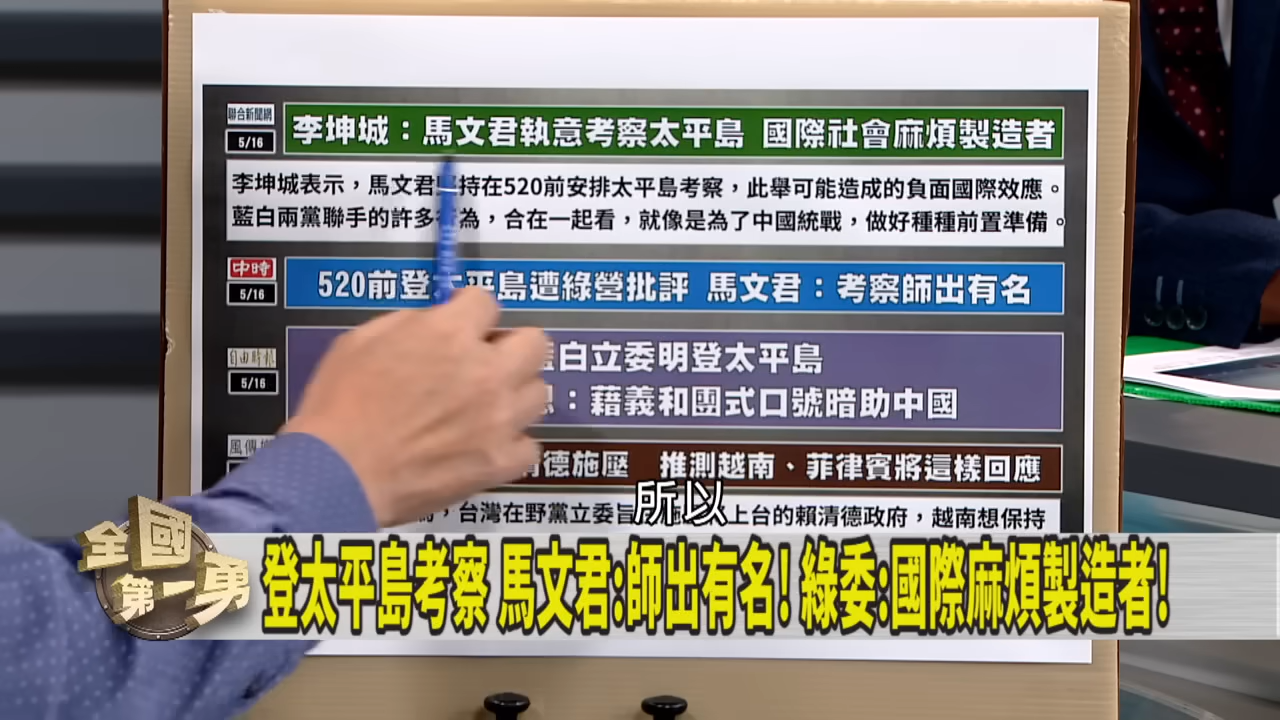 聯合新聞網
5/16
李坤城：馬文君執意考察太平島 國際社會麻煩製造者
李坤城表示，馬文君 持在520前安排太平島考察，此舉可能造成的負面國際效應。
藍白兩黨聯手的許多 為，合在一起看，就像是為了中國統戰，做好種種前置準備。
中時
5/16
520前登太平島遭綠營批評 馬文君：考察師出有名
自由時報
5/16
藍白立委明登太平島
：藉義和團式口號暗助中國
風傳
清德施壓 推測越南、菲律賓將這樣回應
，台灣在野黨立委 上台的賴清德政府，越南想保持
所以
全國第一勇
登太平島考察 馬文君:師出有名! 綠委:國際麻煩製造者!